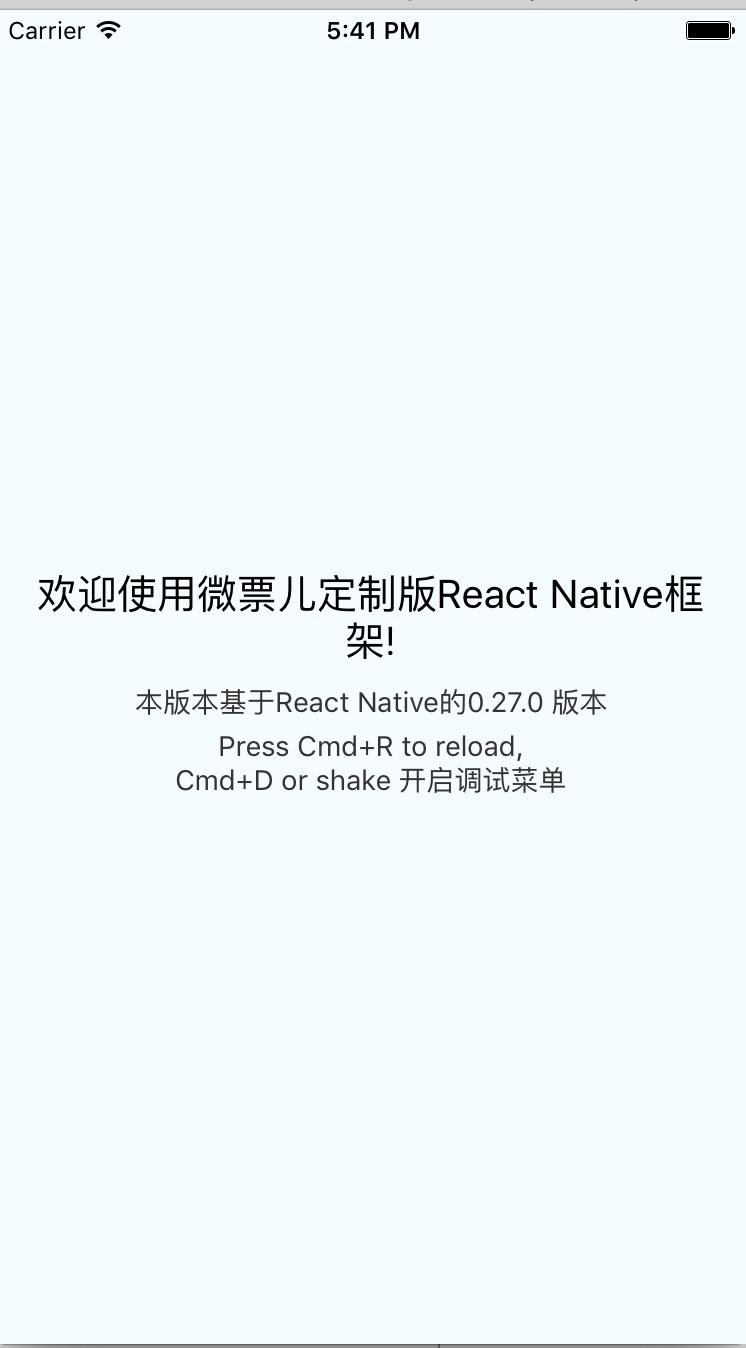 Carrier 5:41 PM
欢迎使用微票儿定制版React Native框
架!
本版本基于React Native的0.27.0 版本
Press Cmd+R to reload,
Cmd+D or shake 开启调试菜单